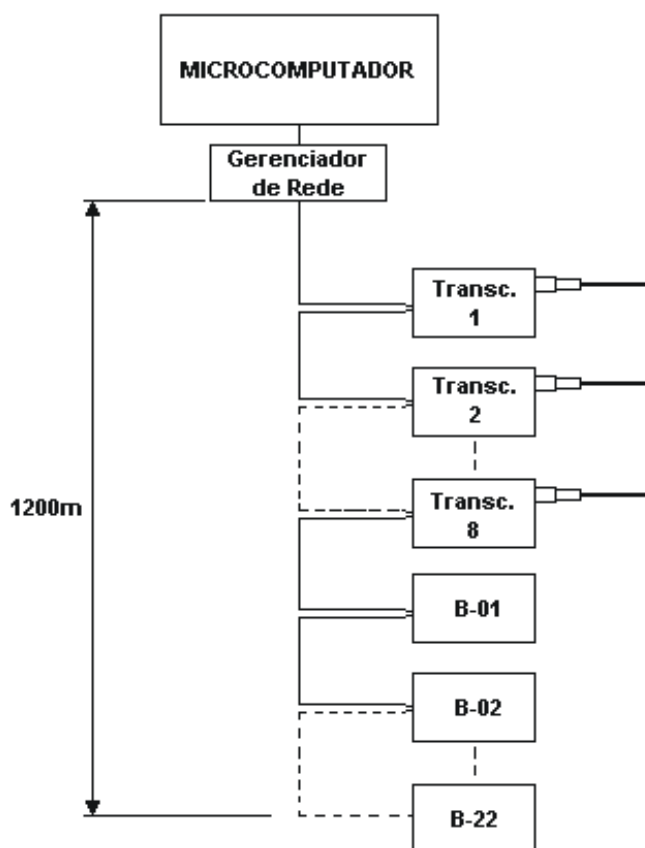 MICROCOMPUTADOR
Gerenciador
de Rede
Transc.
1
Transc.
2
1200m
Transc.
8
B-01
B-02
B-22